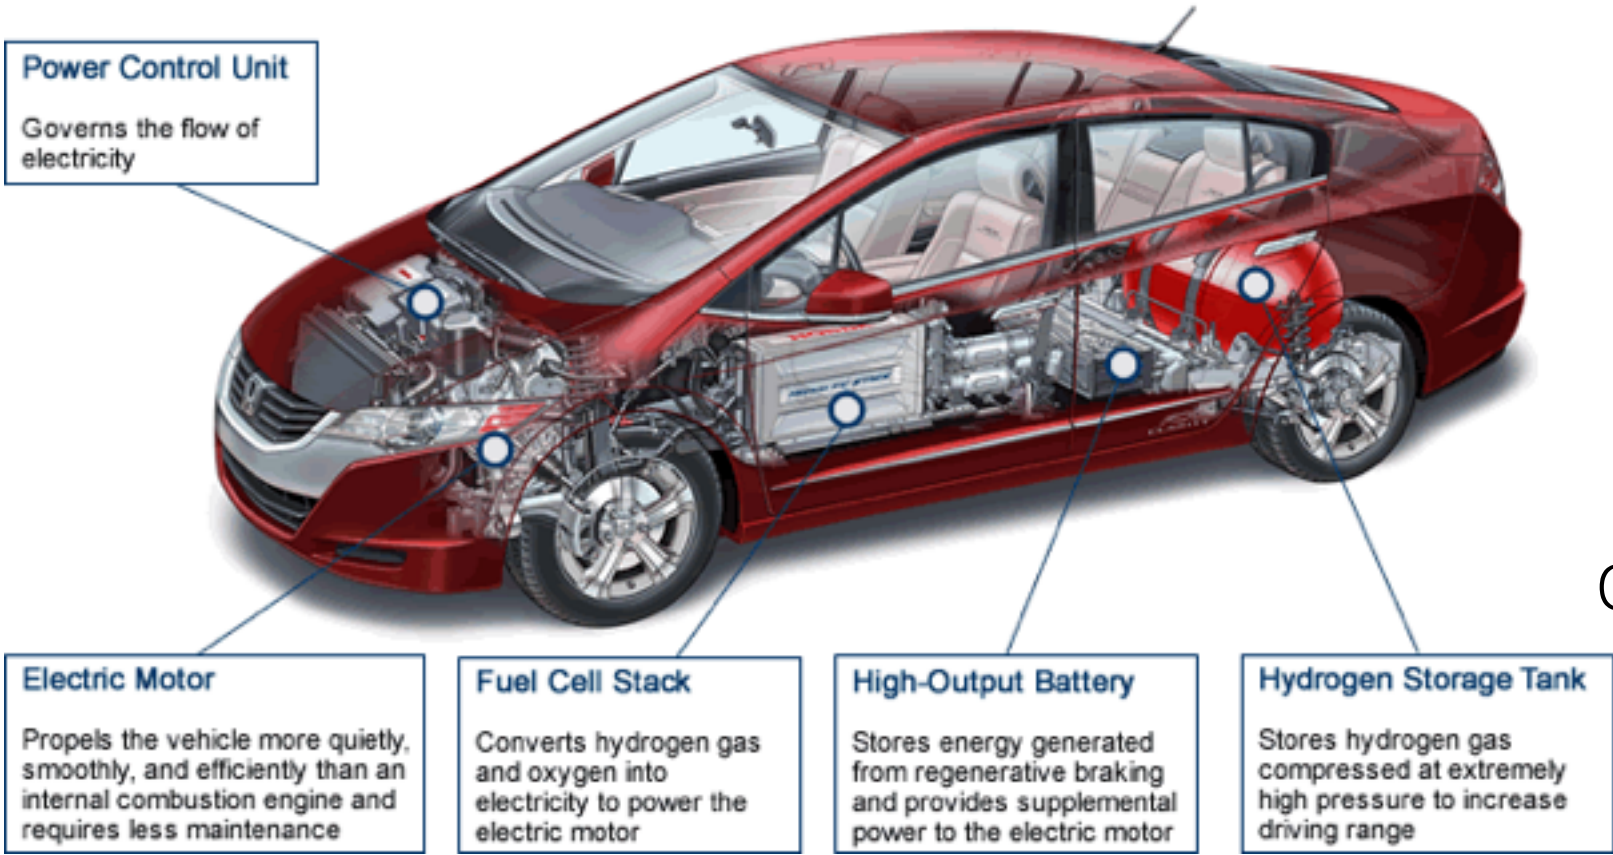 Power Control Unit
Governs the flow of
electricity
Electric Motor
Propels the vehicle more quietly,
smoothly, and efficiently than an
internal combustion engine and
requires less maintenance
Fuel Cell Stack
Converts hydrogen gas
and oxygen into
electricity to power the
electric motor
High-Output Battery
Stores energy generated
from regenerative braking
and provides supplemental
power to the electric motor
Hydrogen Storage Tank
Stores hydrogen gas
compressed at extremely
high pressure to increase
driving range